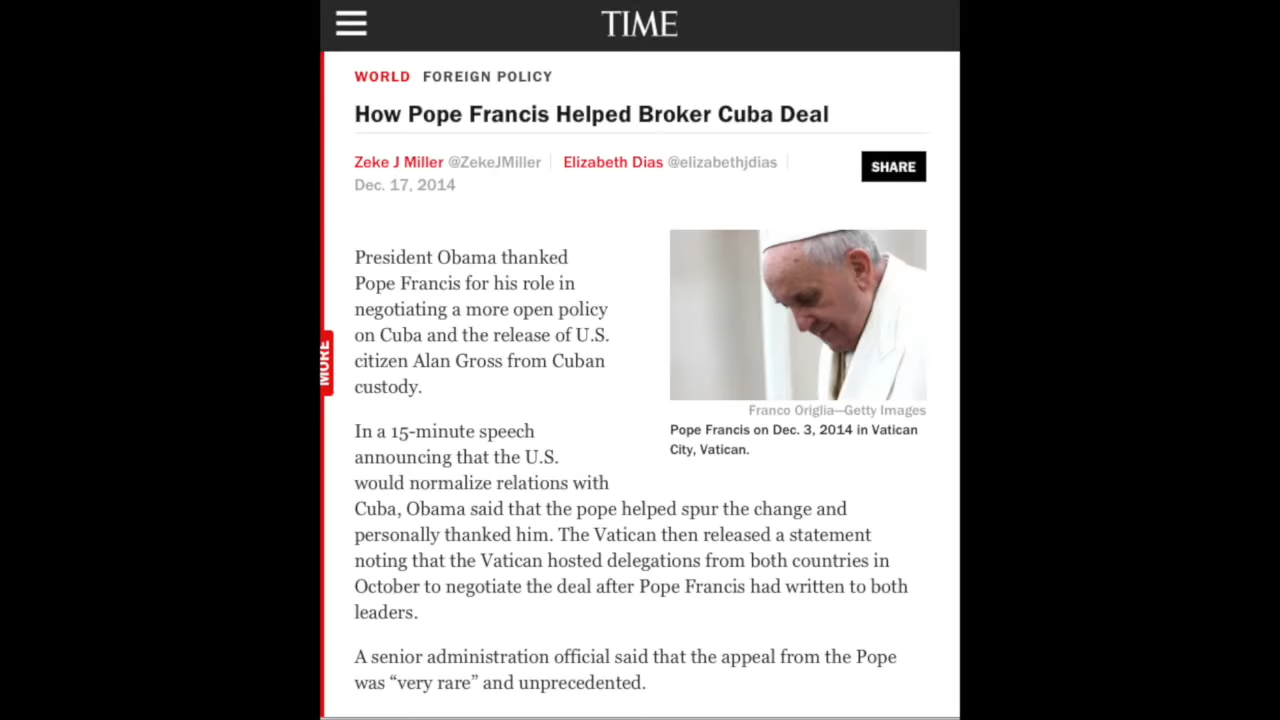 TIME
WORLD FOREIGN POLICY
How Pope Francis Helped Broker Cuba Deal
Zeke J Miller @ZekeJMiller Elizabeth Dias @elizabethjdias
Dec. 17, 2014
SHARE
President Obama thanked
Pope Francis for his role in
negotiating a more open policy
on Cuba and the release of U.S.
citizen Alan Gross from Cuban
custody.
MORE
Franco Origlia—Getty Images
Pope Francis on Dec. 3, 2014 in Vatican
City, Vatican.
In a 15-minute speech
announcing that the U.S.
would normalize relations with
Cuba, Obama said that the pope helped spur the change and
personally thanked him. The Vatican then released a statement
noting that the Vatican hosted delegations from both countries in
October to negotiate the deal after Pope Francis had written to both
leaders.
A senior administration official said that the appeal from the Pope
was “very rare” and unprecedented.